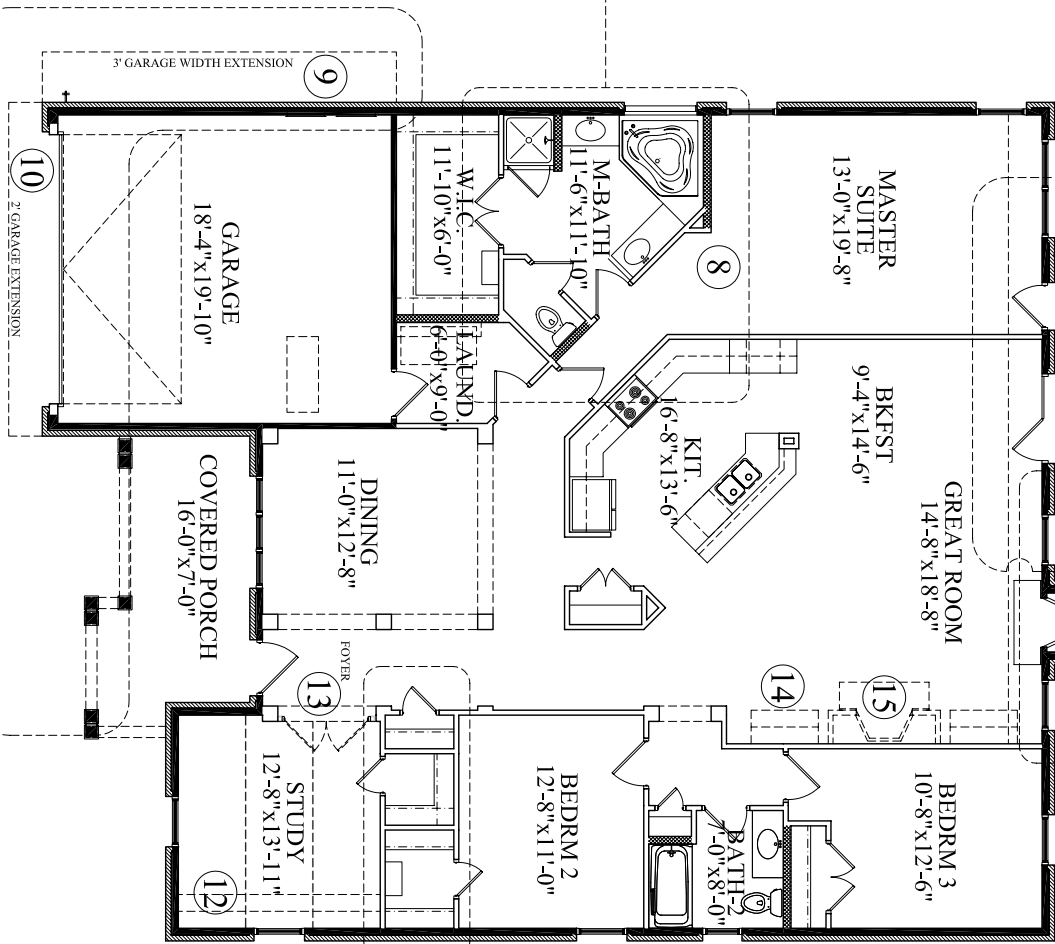 3' GARAGE WIDTH EXTENSION
9
10
2' GARAGE EXTENSION
GARAGE
18'-4"x19'-10"
W.I.C.
11'-10"x6'-0"
M-BATH
11'-6"x11'-10"
8
MASTER
SUITE
13'-0"x19'-8"
LAUND.
6'-0"x9'-0"
KIT.
16'-8"x13'-6"
BKFST
9'-4"x14'-6"
GREAT ROOM
14'-8"x18'-8"
DINING
11'-0"x12'-8"
COVERED PORCH
16'-0"x7'-0"
FOYER
13
14
15
STUDY
12'-8"x13'-11"
12
BEDRM 2
12'-8"x11'-0"
BATH-2
7'-0"x8'-0"
BEDRM 3
10'-8"x12'-6"